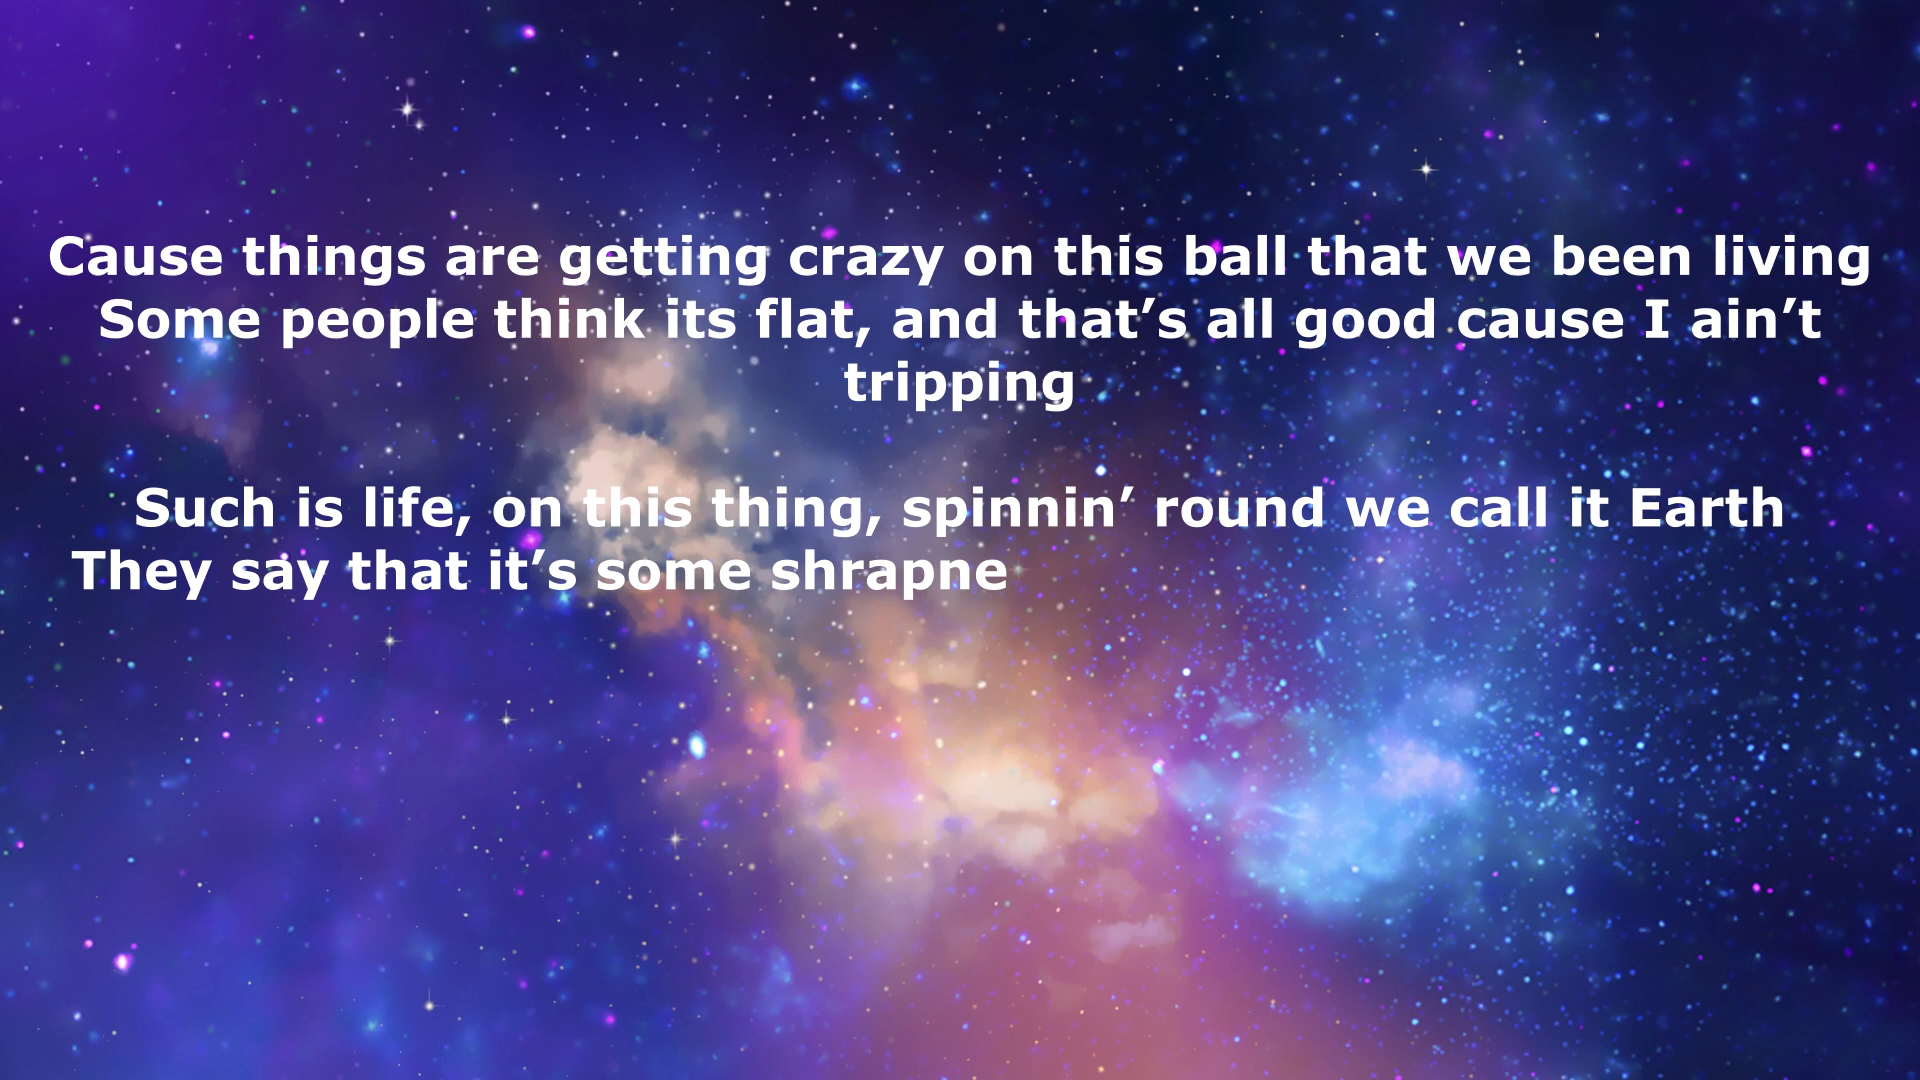 Cause things are getting crazy on this ball that we been living
Some people think its flat, and that’s all good cause I ain’t
tripping
Such is life, on this thing, spinnin’ round we call it Earth
They say that it’s some shrapne